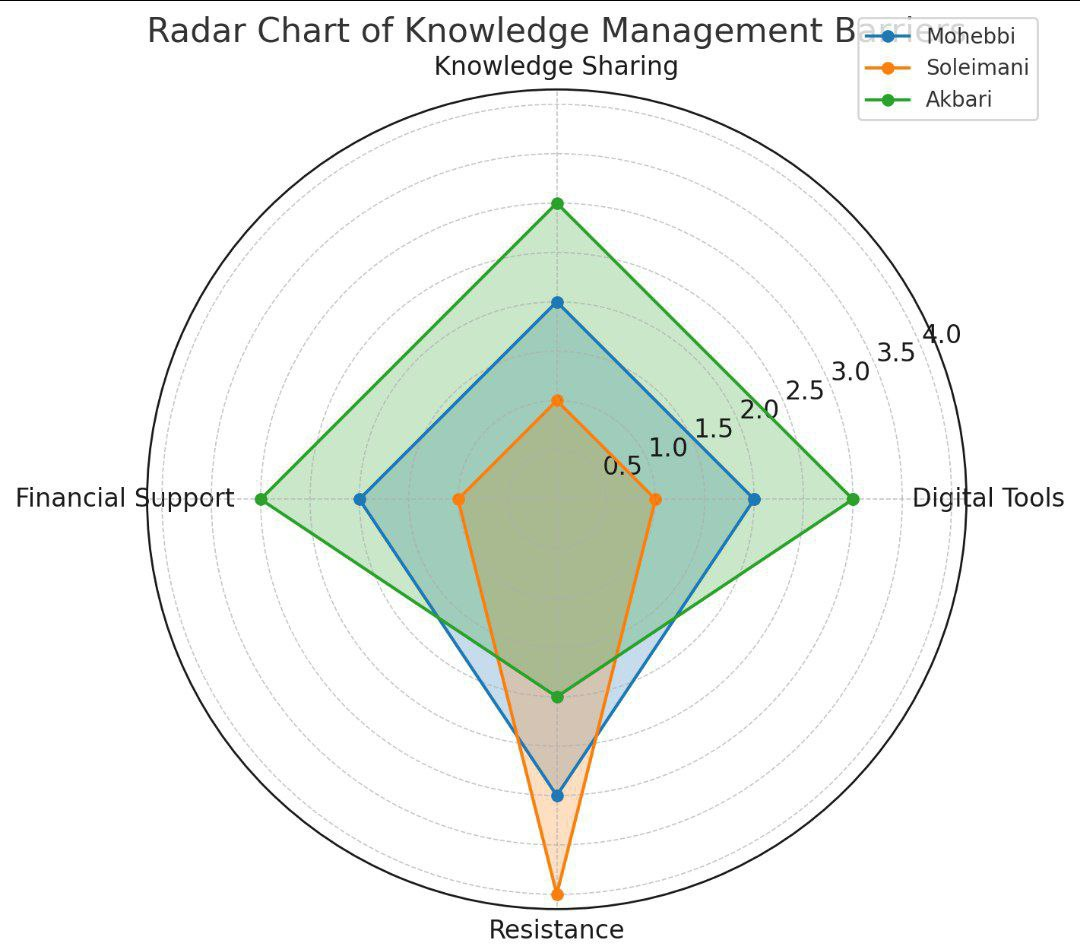 Radar Chart of Knowledge Management Barriers
Mohebbi
Soleimani
Akbari
Knowledge Sharing
4.0
3.5
3.0
2.5
2.0
1.5
1.0
0.5
Financial Support
Digital Tools
Resistance